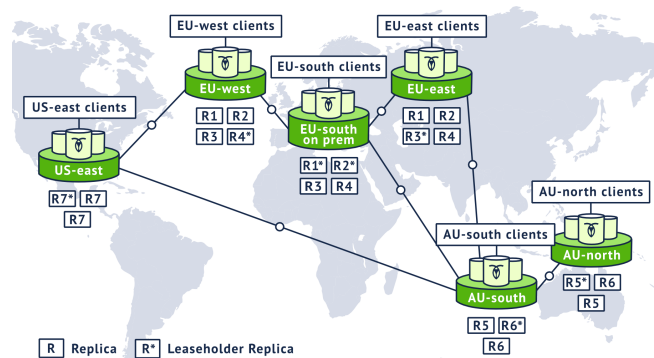 EU-west clients
EU-east clients
EU-south clients
EU-west
EU-east
US-east clients
R1 R2
R3 R4*
EU-south
on prem
R1 R2
R3* R4
US-east
R1* R2*
R3 R4
R7* R7
R7
AU-north clients
AU-south clients
AU-north
R5* R6
R5
AU-south
R5 R6*
R6
R Replica R* Leaseholder Replica